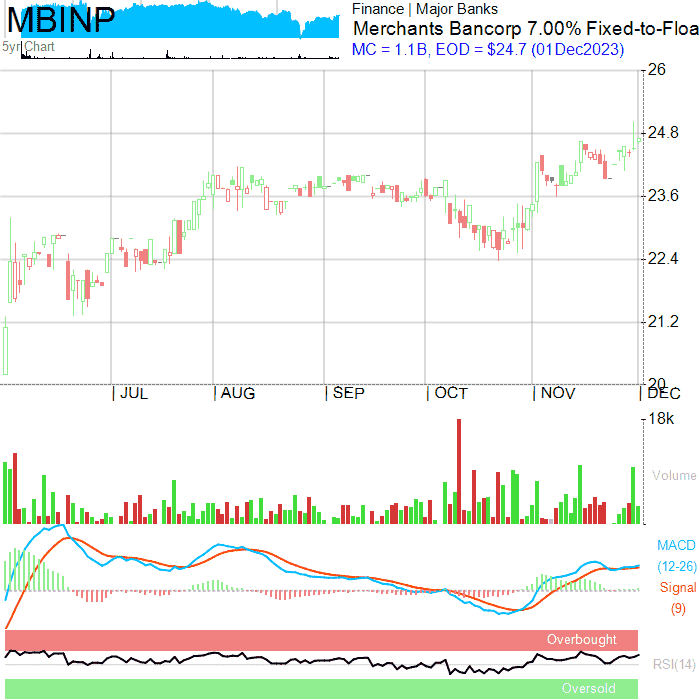 MBINP
5yr Chart
Finance | Major Banks
Merchants Bancorp 7.00% Fixed-to-Floa
MC = 1.1B, EOD = $24.7 (01Dec2023)
26
24.8
23.6
22.4
21.2
20
JUL AUG SEP OCT NOV DEC
18k
Volume
MACD
(12-26)
Signal
(9)
Overbought
RSI(14)
Oversold